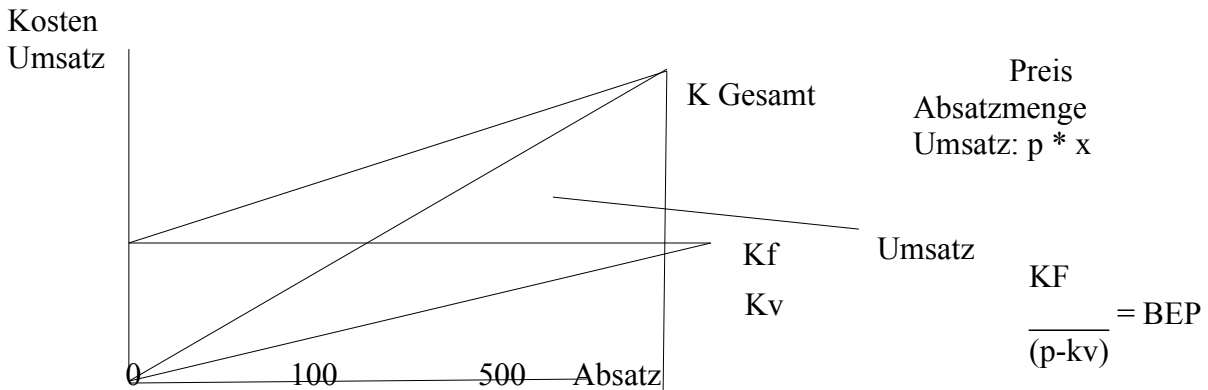 Kosten
Umsatz
K Gesamt
Preis
Absatzmenge
Umsatz: p * x
Kf
Kv
Umsatz
KF
= BEP
(p-kv)
0 100 500 Absatz